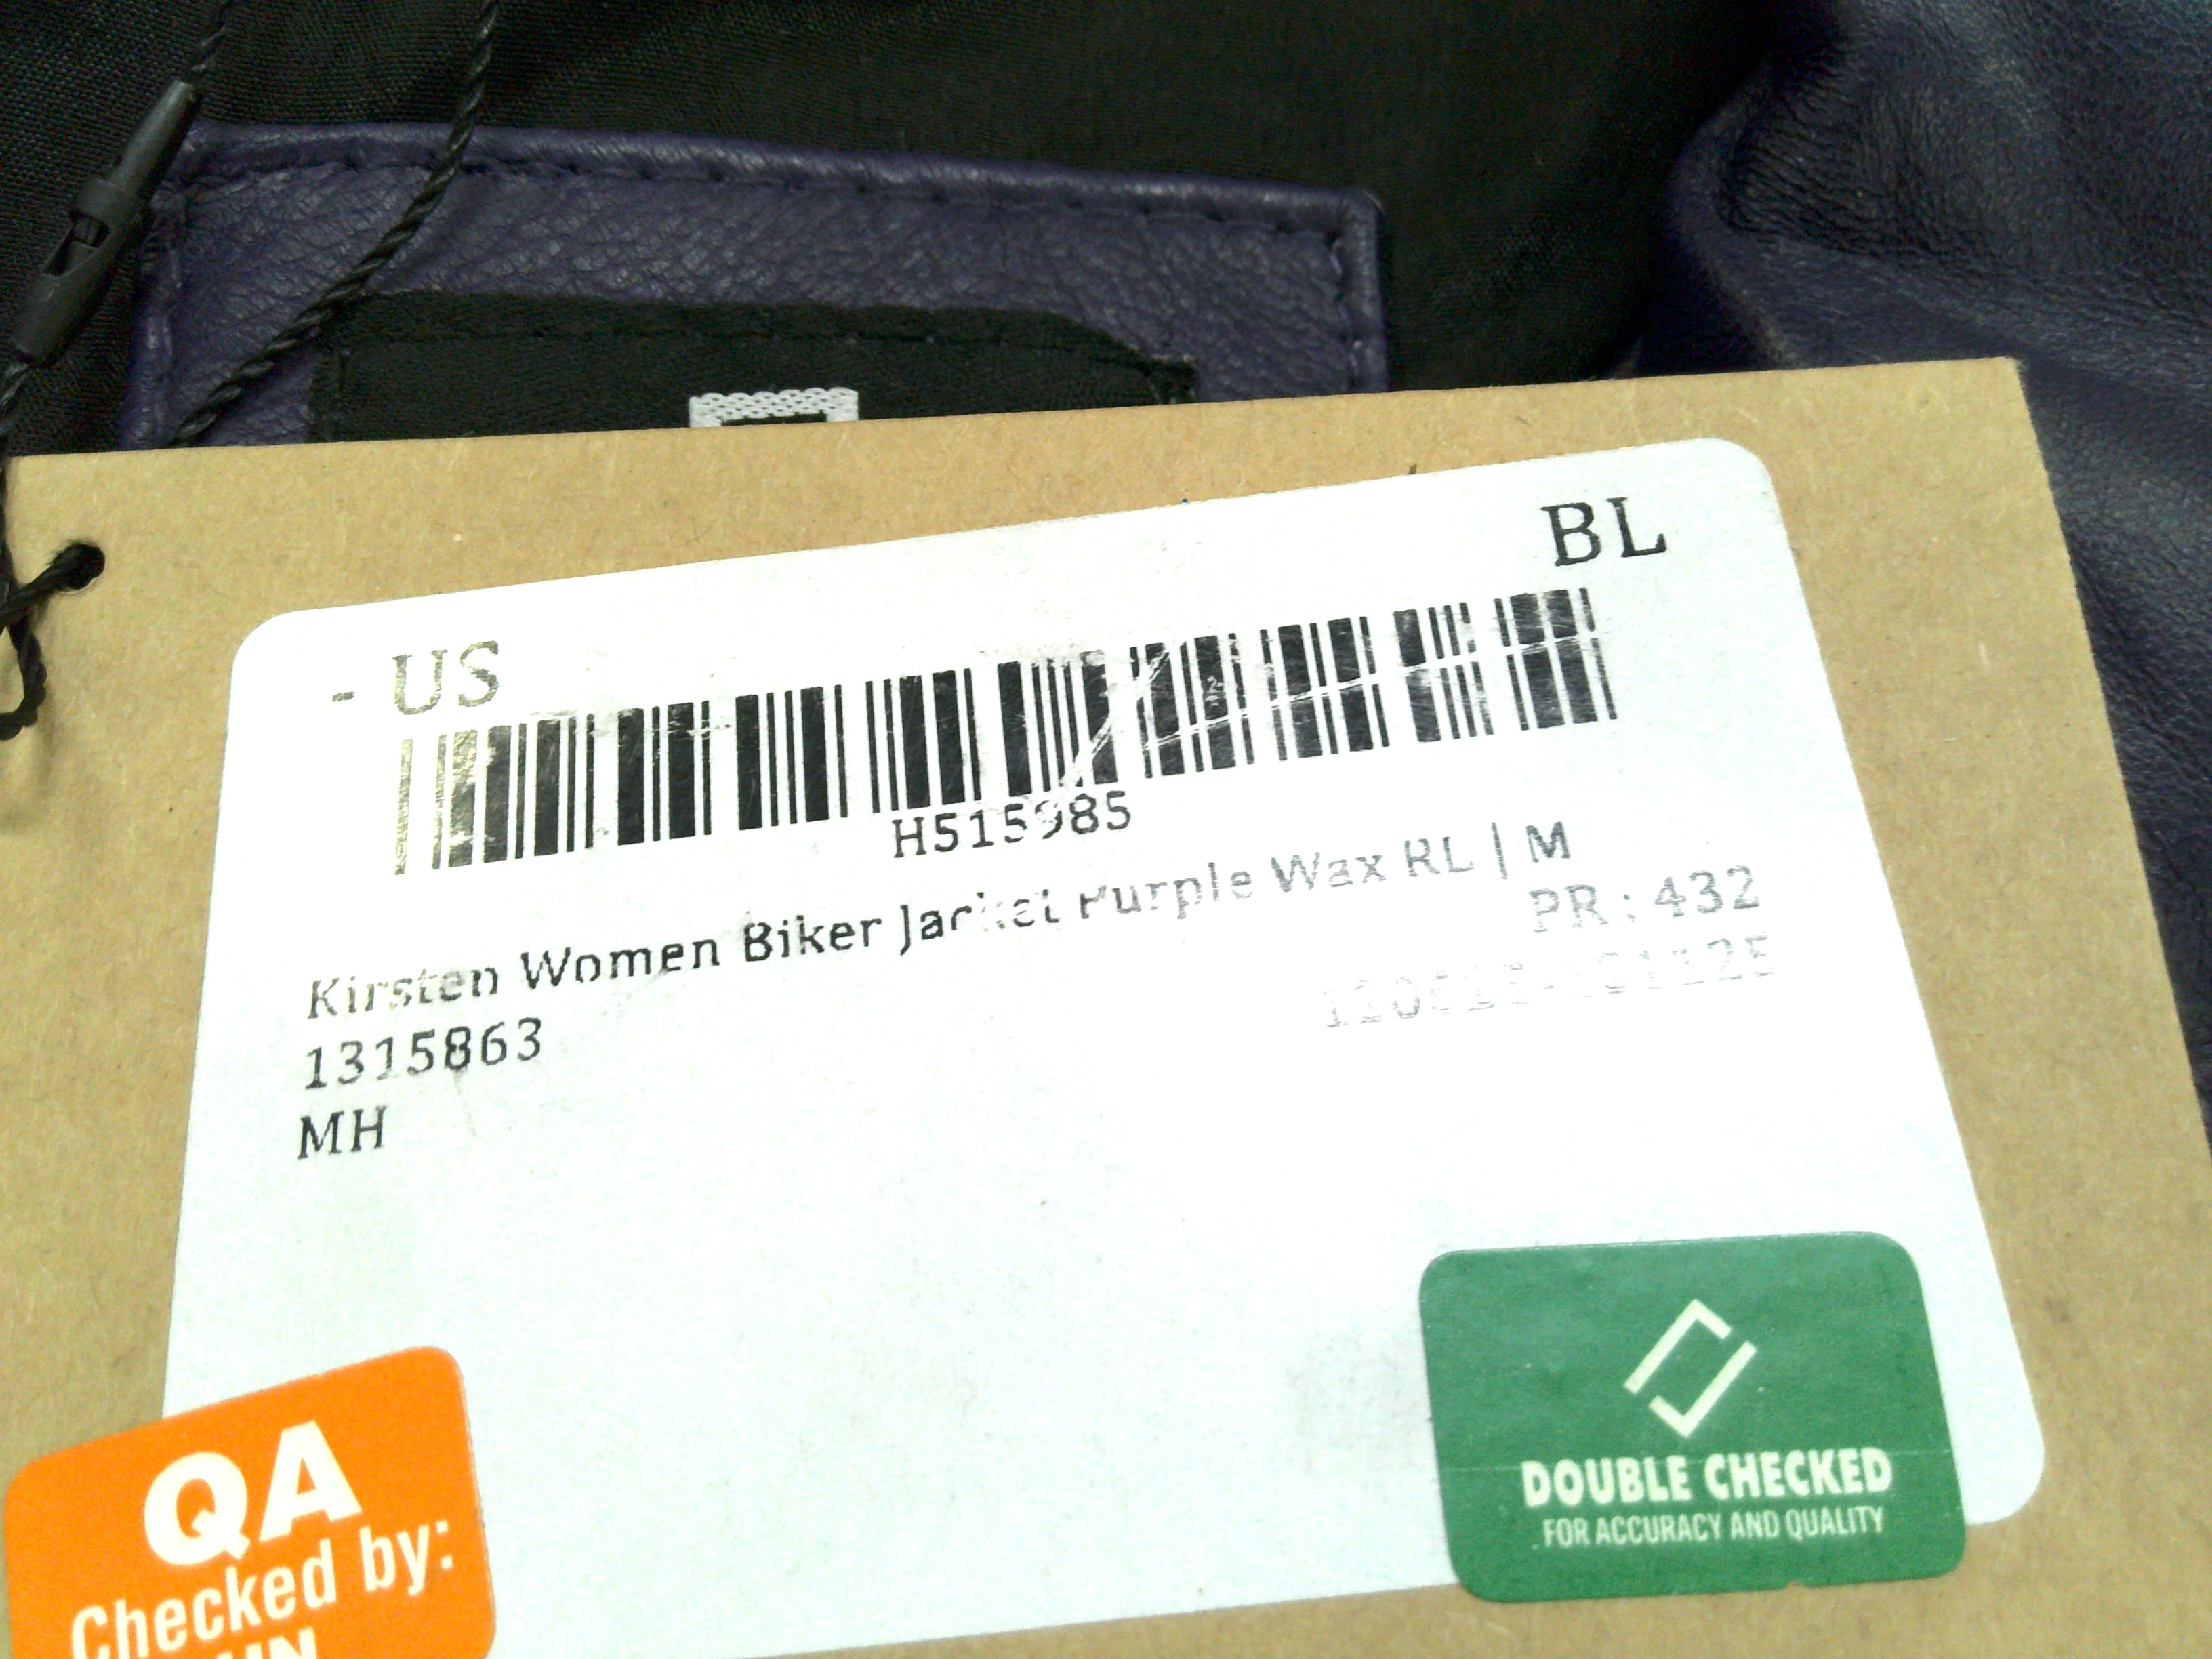 BL
- US
H515985
Kirsten Women Biker Jacket Purple Wax RL | M
PR : 432
1315863
MH
QA
Checked by:
DOUBLE CHECKED
FOR ACCURACY AND QUALITY